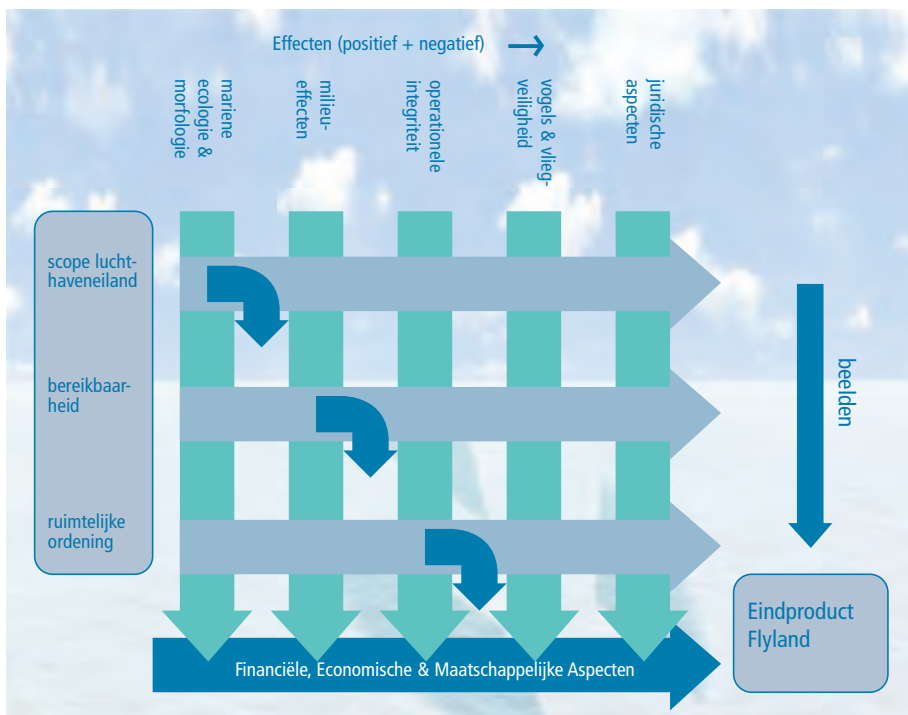 Effecten (positief + negatief)
mariene
ecologie &
morfologie
milieu-
effecten
operationele
integriteit
vogels & vlieg-
veiligheid
juridische
aspecten
scope lucht-
haveneiland
bereikbaar-
heid
ruimtelijke
ordening
beelden
Eindproduct
Flyland
Financiële, Economische & Maatschappelijke Aspecten